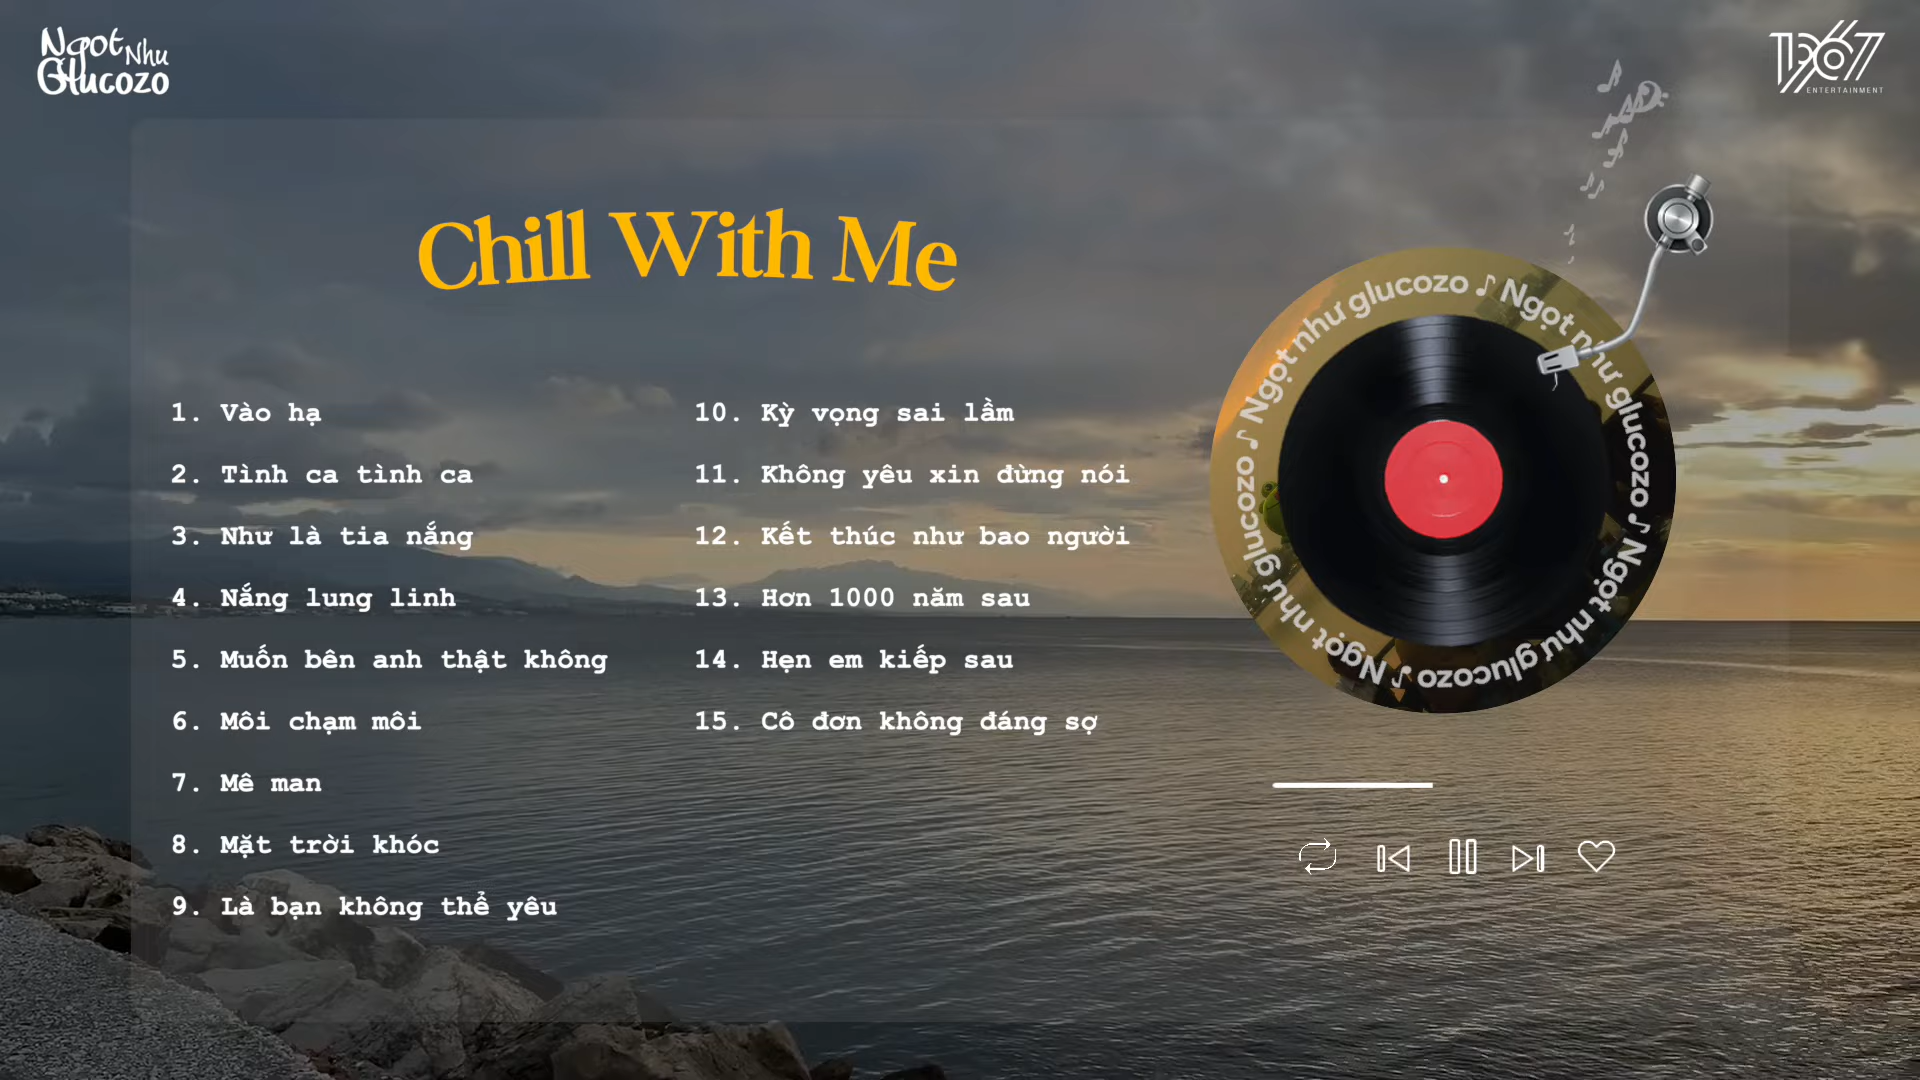 Ngọt Như
Glucozo
1967
ENTERTAINMENT
Chill With Me
1. Vào hạ
2. Tình ca tình ca
3. Như là tia nắng
4. Nắng lung linh
5. Muốn bên anh thật không
6. Môi chạm môi
7. Mê man
8. Mặt trời khóc
9. Là bạn không thể yêu
10. Kỳ vọng sai lầm
11. Không yêu xin đừng nói
12. Kết thúc như bao người
13. Hơn 1000 năm sau
14. Hẹn em kiếp sau
15. Cô đơn không đáng sợ
♪ Ngọt như glucozo ♪ Ngọt như glucozo ♪ Ngọt như glucozo ♪ Ngọt như glucozo